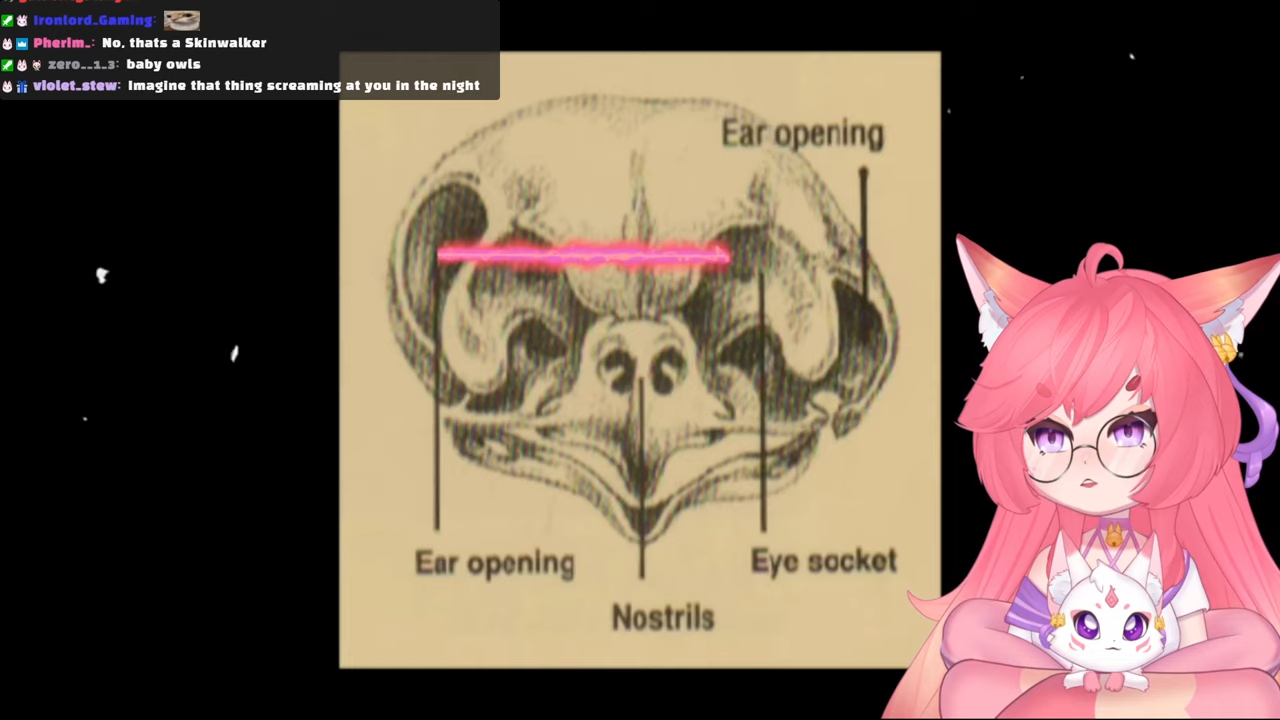 Ironlord_Gaming:
Pherim_: No, thats a Skinwalker
zero__1_3: baby owls
violet_stew: Imagine that thing screaming at you in the night
Ear opening
Ear opening
Eye socket
Nostrils